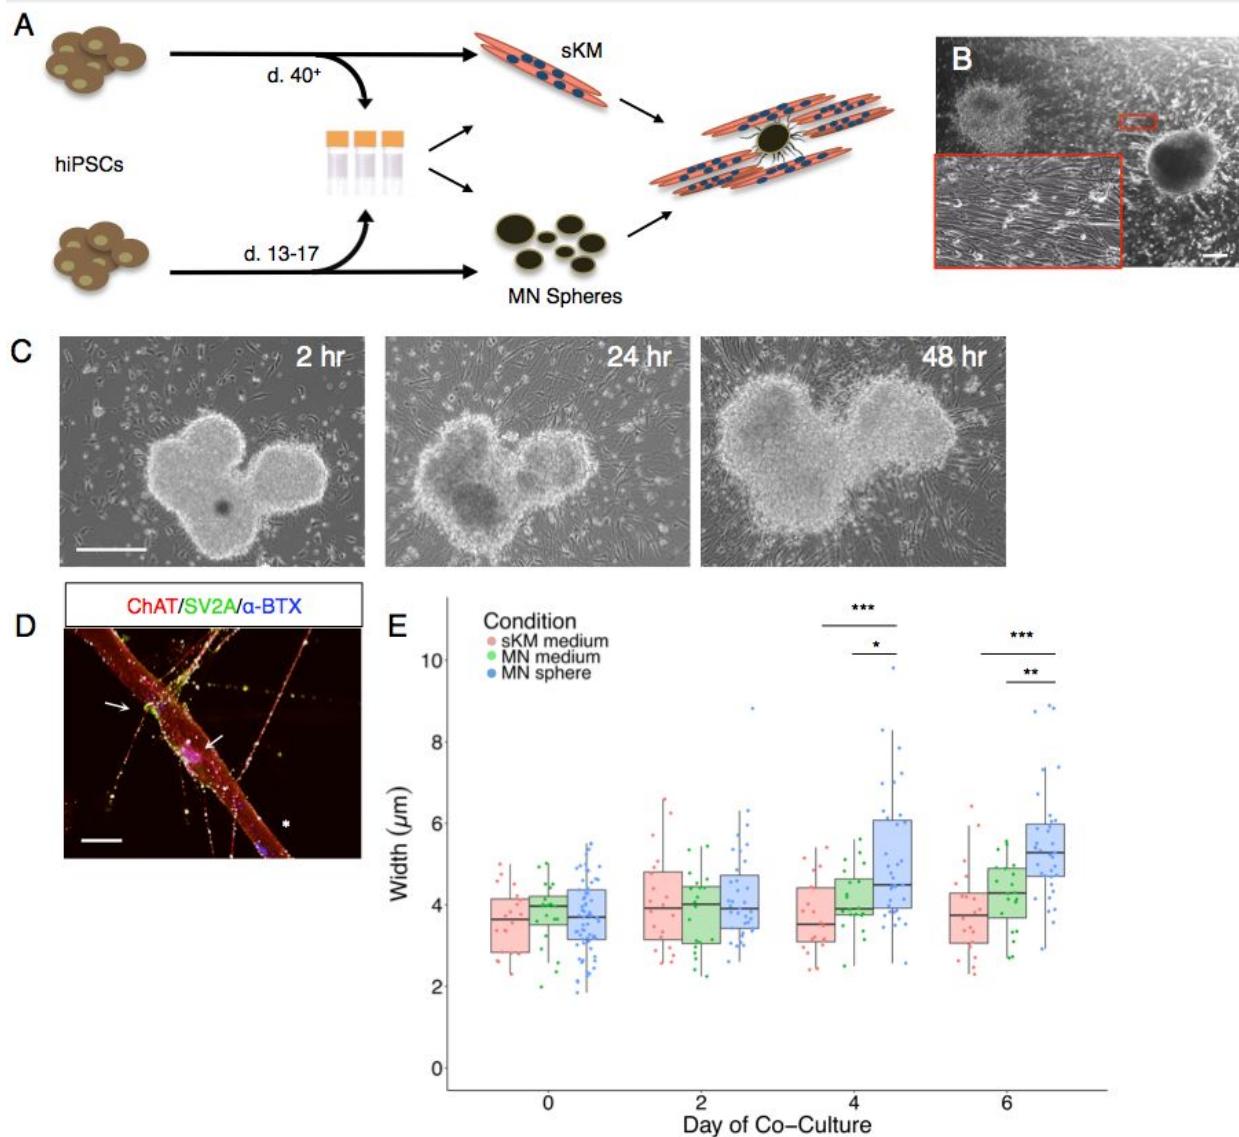 A
sKM
d. 40+
hiPSCs
d. 13-17
MN Spheres
B
C
2 hr
24 hr
48 hr
D
ChAT/SV2A/α-BTX
*
E
Condition
sKM medium
MN medium
MN sphere
***
*
***
**
10
8
6
4
2
0
Width (µm)
0 2 4 6
Day of Co-Culture